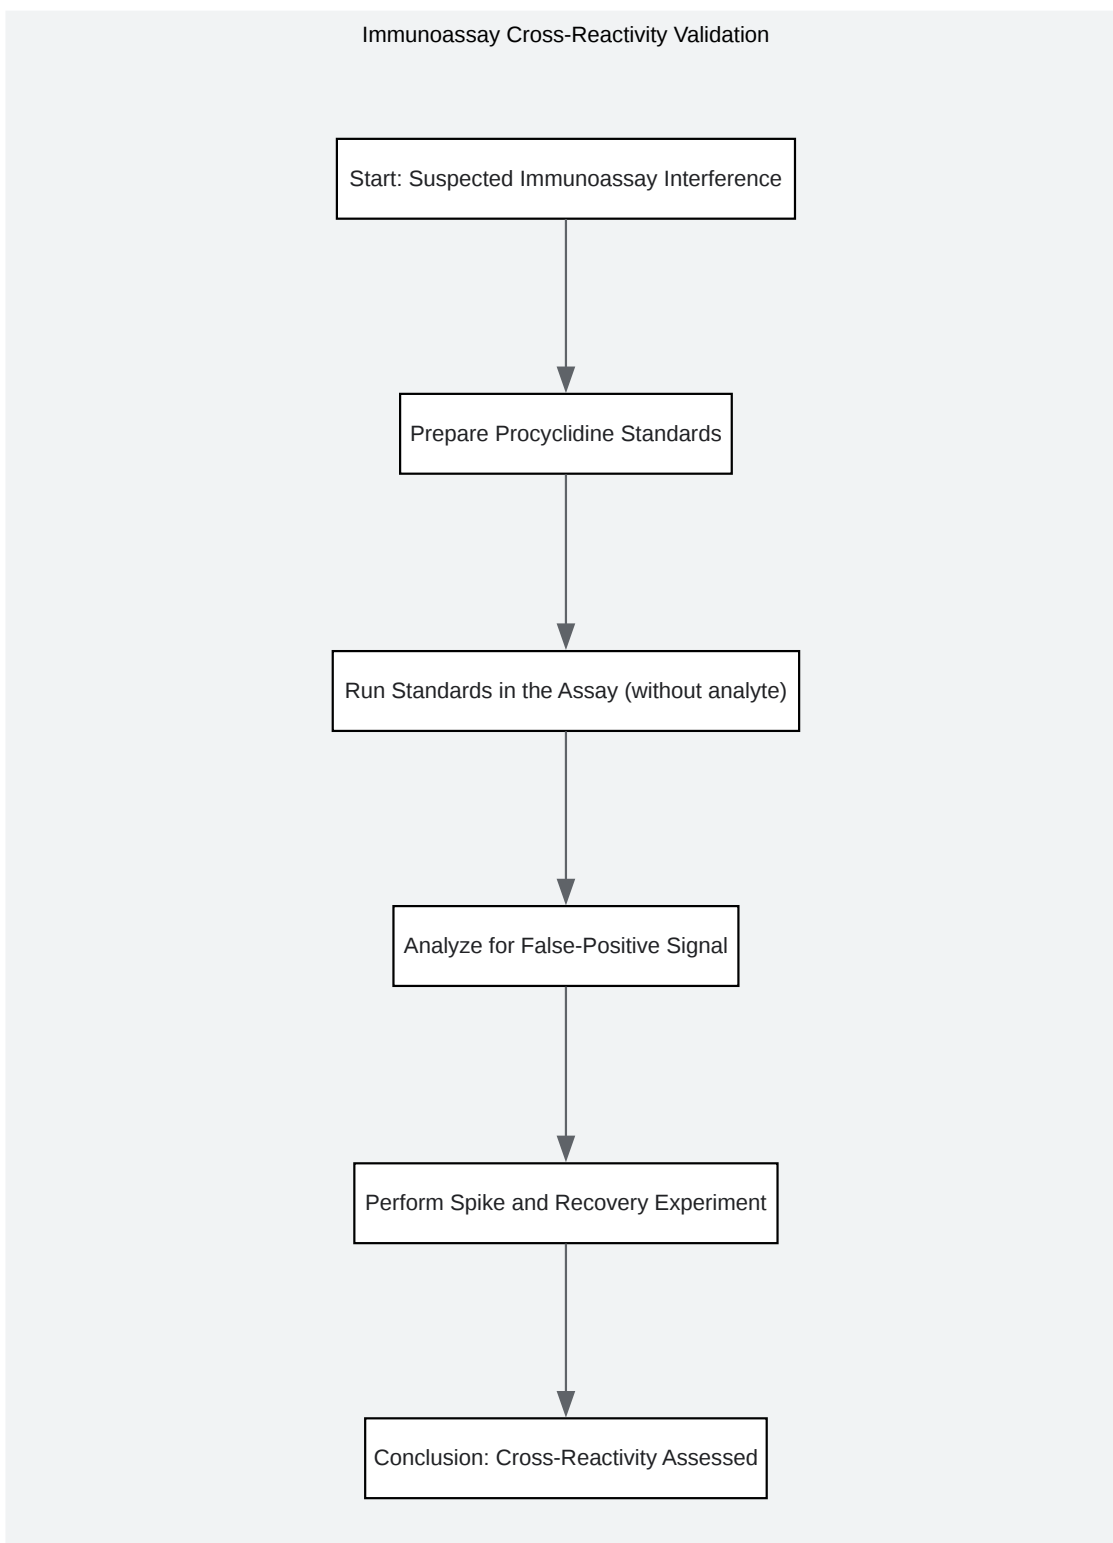 Immunoassay Cross-Reactivity Validation
Start: Suspected Immunoassay Interference
Prepare Procyclidine Standards
Run Standards in the Assay (without analyte)
Analyze for False-Positive Signal
Perform Spike and Recovery Experiment
Conclusion: Cross-Reactivity Assessed